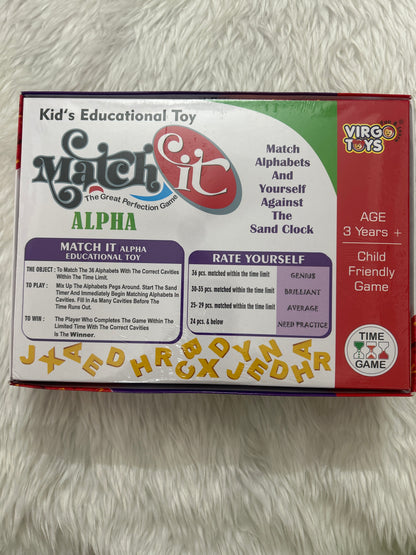 Kid's Educational Toy
Match it
The Great Perfection Game
ALPHA
Match
Alphabets
And
Yourself
Against
The
Sand Clock
VIRGO
TOYS
AGE
3 Years +
Child
Friendly
Game
TIME
GAME
MATCH IT ALPHA
EDUCATIONAL TOY
THE OBJECT : To Match The 36 Alphabets With The Correct Cavities
Within The Time Limit.
TO PLAY : Mix Up The Alphabets Pegs Around. Start The Sand
Timer And Immediately Begin Matching Alphabets In
Cavities. Fill In As Many Cavities Before The
Time Runs Out.
TO WIN : The Player Who Completes The Game Within The
Limited Time With The Correct Cavities
Is The Winner.
RATE YOURSELF
36 pcs. matched within the time limit GENIUS
30-35 pcs. matched within the time limit BRILLIANT
25- 29 pcs. matched within the time limit AVERAGE
24 pcs. & below NEED PRACTICE
J X A E D H R B C X D Y J E N D H A R